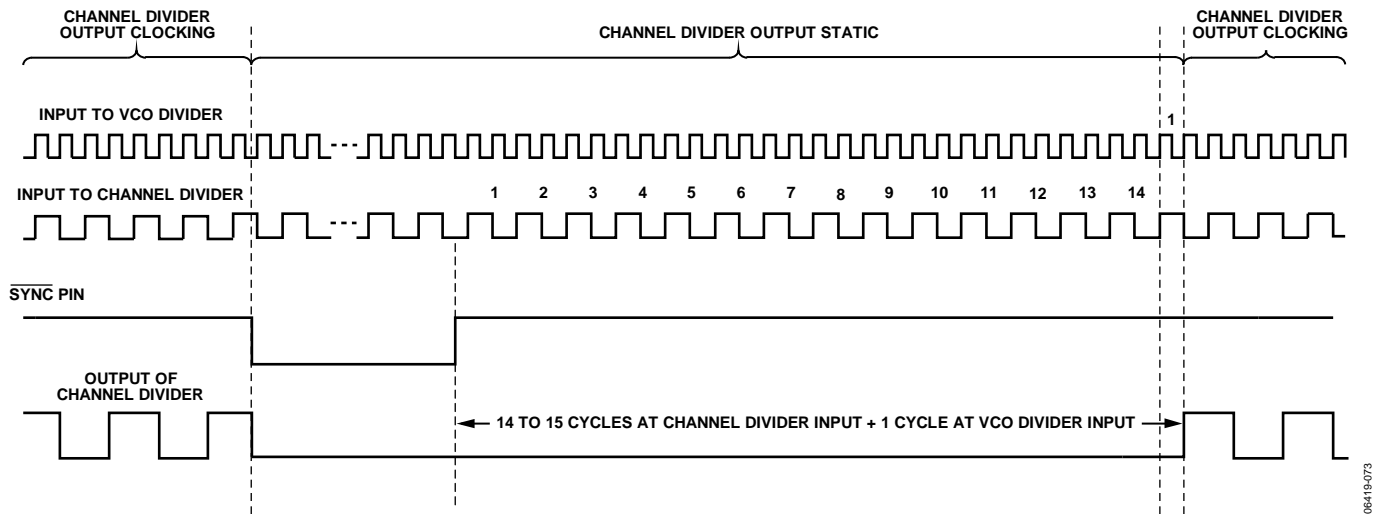 CHANNEL DIVIDER
OUTPUT CLOCKING
CHANNEL DIVIDER OUTPUT STATIC
CHANNEL DIVIDER
OUTPUT CLOCKING
INPUT TO VCO DIVIDER
1
INPUT TO CHANNEL DIVIDER
1 2 3 4 5 6 7 8 9 10 11 12 13 14
SYNC PIN
OUTPUT OF
CHANNEL DIVIDER
14 TO 15 CYCLES AT CHANNEL DIVIDER INPUT + 1 CYCLE AT VCO DIVIDER INPUT
06419-073